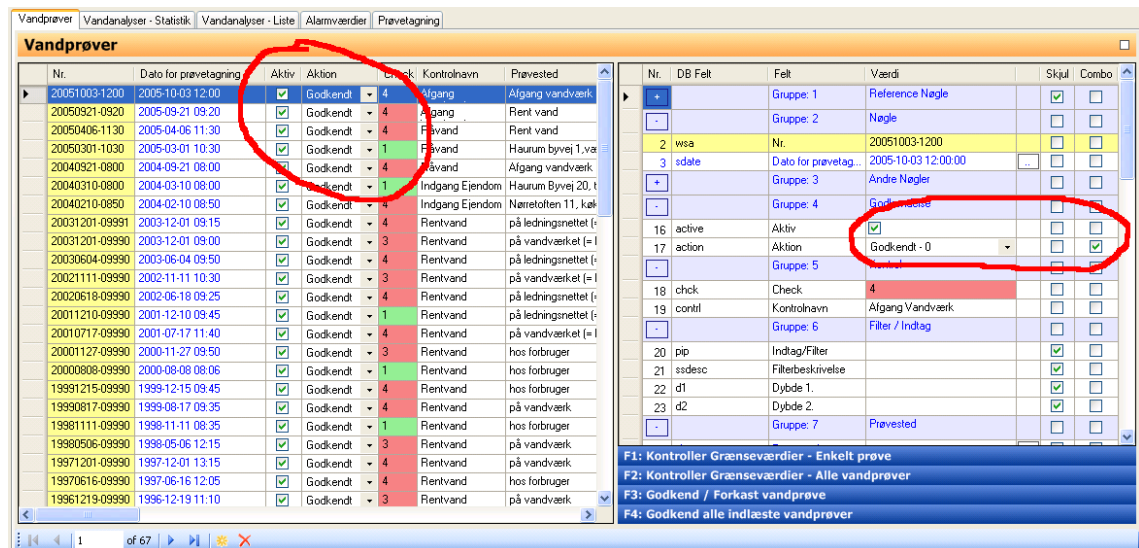 Vandprøver Vandanalyser - Statistik Vandanalyser - Liste Alarmværdier Prøvetagning
Vandprøver
Nr. Dato for prøvetagning Aktiv Aktion Check Kontrolnavn Prøvested
20051003-1200 2005-10-03 12:00 Godkendt 4 Afgang Afgang vandværk
20050921-0920 2005-09-21 09:20 Godkendt 4 Afgang Rent vand
20050406-1130 2005-04-06 11:30 Godkendt 4 Råvand Rent vand
20050301-1030 2005-03-01 10:30 Godkendt 1 Råvand Haurum byvej 1,væ
20040921-0800 2004-09-21 08:00 Godkendt 4 Råvand Afgang vandværk
20040310-0800 2004-03-10 08:00 Godkendt 1 Indgang Ejendom Haurum Byvej 20, t
20040210-0850 2004-02-10 08:50 Godkendt 4 Indgang Ejendom Nørretoften 11, køk
20031201-09991 2003-12-01 09:15 Godkendt 4 Rentvand på ledningsnettet (=
20031201-09990 2003-12-01 09:00 Godkendt 3 Rentvand på vandværket (= l
20030604-09990 2003-06-04 09:50 Godkendt 4 Rentvand på ledningsnettet (=
20021111-09990 2002-11-11 10:30 Godkendt 3 Rentvand på vandværket (= l
20020618-09990 2002-06-18 09:25 Godkendt 4 Rentvand på ledningsnettet (=
20011210-09990 2001-12-10 09:45 Godkendt 1 Rentvand på ledningsnettet (=
20010717-09990 2001-07-17 11:40 Godkendt 4 Rentvand på vandværket (= l
20001127-09990 2000-11-27 09:50 Godkendt 3 Rentvand hos forbruger
20000808-09990 2000-08-08 08:06 Godkendt 1 Rentvand hos forbruger
19991215-09990 1999-12-15 09:45 Godkendt 4 Rentvand hos forbruger
19990817-09990 1999-08-17 09:35 Godkendt 4 Rentvand på vandværk
19981111-09990 1998-11-11 08:35 Godkendt 1 Rentvand hos forbruger
19980506-09990 1998-05-06 12:15 Godkendt 3 Rentvand på vandværk
19971201-09990 1997-12-01 13:15 Godkendt 4 Rentvand på vandværk
19970616-09990 1997-06-16 12:05 Godkendt 4 Rentvand hos forbruger
19961219-09990 1996-12-19 11:10 Godkendt 3 Rentvand på vandværk
1 of 67
Nr. DB Felt Felt Værdi Skjul Combo
+ Gruppe: 1 Reference Nøgle
- Gruppe: 2 Nøgle
2 wsa Nr. 20051003-1200
3 sdate Dato for prøvetag... 2005-10-03 12:00:00 ...
+ Gruppe: 3 Andre Nøgler
- Gruppe: 4 Godkendelse
16 active Aktiv
17 action Aktion Godkendt - 0
- Gruppe: 5 Kontrol
18 chck Check 4
19 contrl Kontrolnavn Afgang Vandværk
- Gruppe: 6 Filter / Indtag
20 pip Indtag/Filter
21 ssdesc Filterbeskrivelse
22 d1 Dybde 1.
23 d2 Dybde 2.
- Gruppe: 7 Prøvested
F1: Kontroller Grænseværdier - Enkelt prøve
F2: Kontroller Grænseværdier - Alle vandprøver
F3: Godkend / Forkast vandprøve
F4: Godkend alle indlæste vandprøver